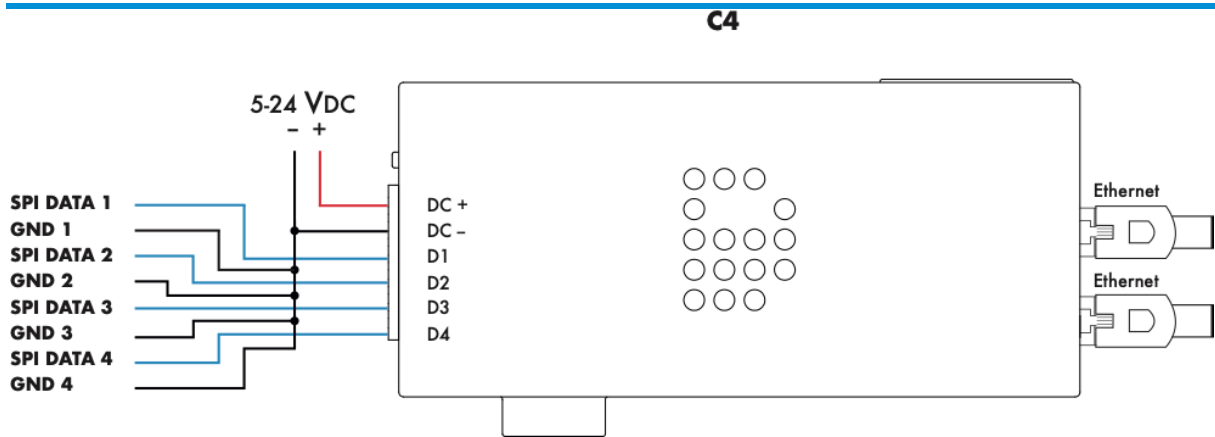 C4
5-24 VDC
– +
SPI DATA 1
GND 1
SPI DATA 2
GND 2
SPI DATA 3
GND 3
SPI DATA 4
GND 4
DC +
DC –
D1
D2
D3
D4
Ethernet
Ethernet